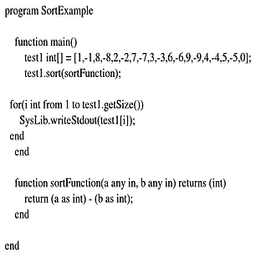 program SortExample
function main()
test1 int[] = [1,-1,8,-8,2,-2,7,-7,3,-3,6,-6,9,-9,4,-4,5,-5,0];
test1.sort(sortFunction);
for(i int from 1 to test1.getSize())
SysLib.writeStdout(test1[i]);
end
end
function sortFunction(a any in, b any in) returns (int)
return (a as int) - (b as int);
end
end